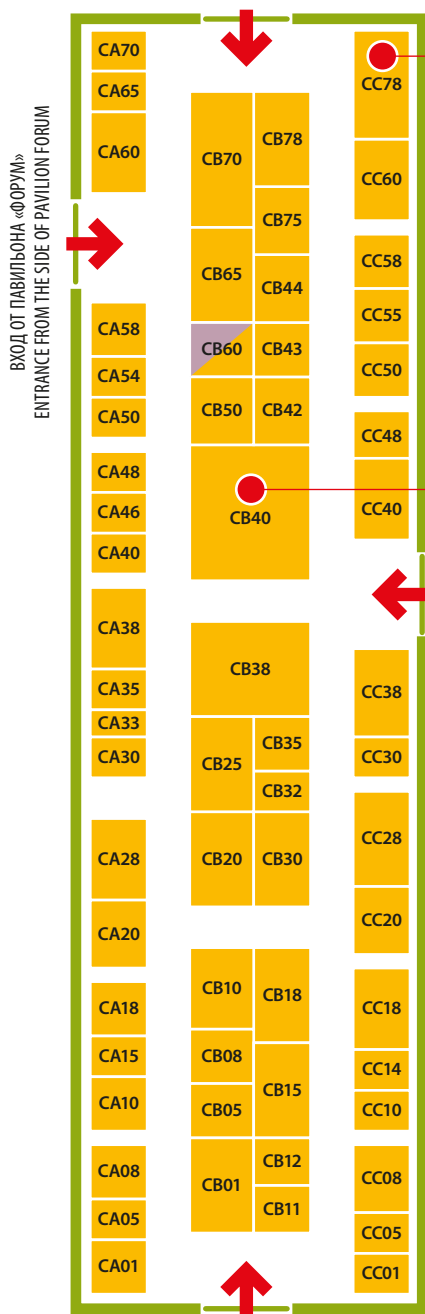 ВХОД ОТ ПАВИЛЬОНА «ФОРУМ»
ENTRANCE FROM THE SIDE OF PAVILION FORUM
CA70
CA65
CA60
CA58
CA54
CA50
CA48
CA46
CA40
CA38
CA35
CA33
CA30
CA28
CA20
CA18
CA15
CA10
CA08
CA05
CA01
CB70
CB78
CB75
CB65
CB44
CB60
CB43
CB50
CB42
CB40
CB38
CB25
CB35
CB32
CB20
CB30
CB10
CB18
CB08
CB05
CB15
CB01
CB12
CB11
CC78
CC60
CC58
CC55
CC50
CC48
CC40
CC38
CC30
CC28
CC20
CC18
CC14
CC10
CC08
CC05
CC01